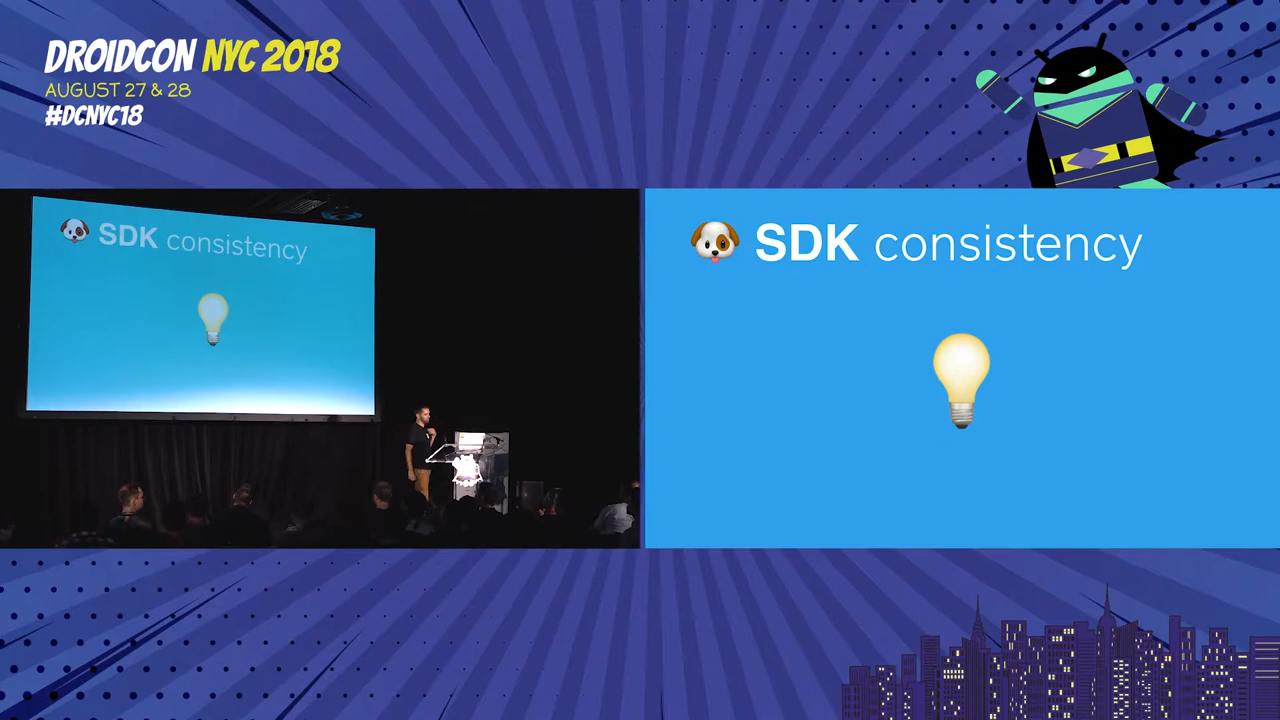 DROIDCON NYC 2018
AUGUST 27 & 28
#DCNYC18
SDK consistency
SDK consistency